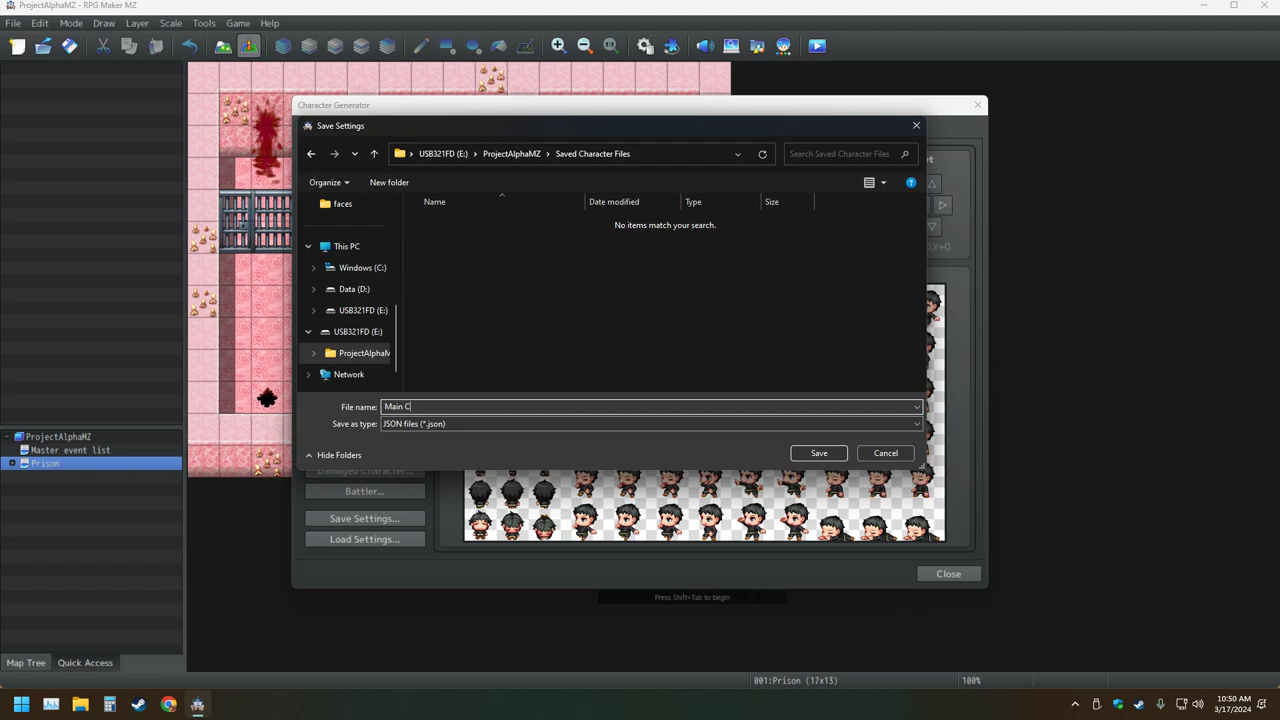 ProjectAlphaMZ - RPG Maker MZ
File Edit Mode Draw Layer Scale Tools Game Help
Character Generator
Save Settings
USB321FD (E:) > ProjectAlphaMZ > Saved Character Files
Search Saved Character Files
Organize
New folder
faces
Name
Date modified
Type
Size
No items match your search.
This PC
Windows (C:)
Data (D:)
USB321FD (E:)
USB321FD (E:)
ProjectAlphaM
Network
File name: Main C
Save as type: JSON files (*.json)
Hide Folders
Save
Cancel
Damaged Character...
Battler...
Save Settings...
Load Settings...
Close
Press Shift+Tab to begin
ProjectAlphaMZ
Main event list
Prison
Map Tree
Quick Access
001:Prison (17x13)
100%
10:50 AM
3/17/2024